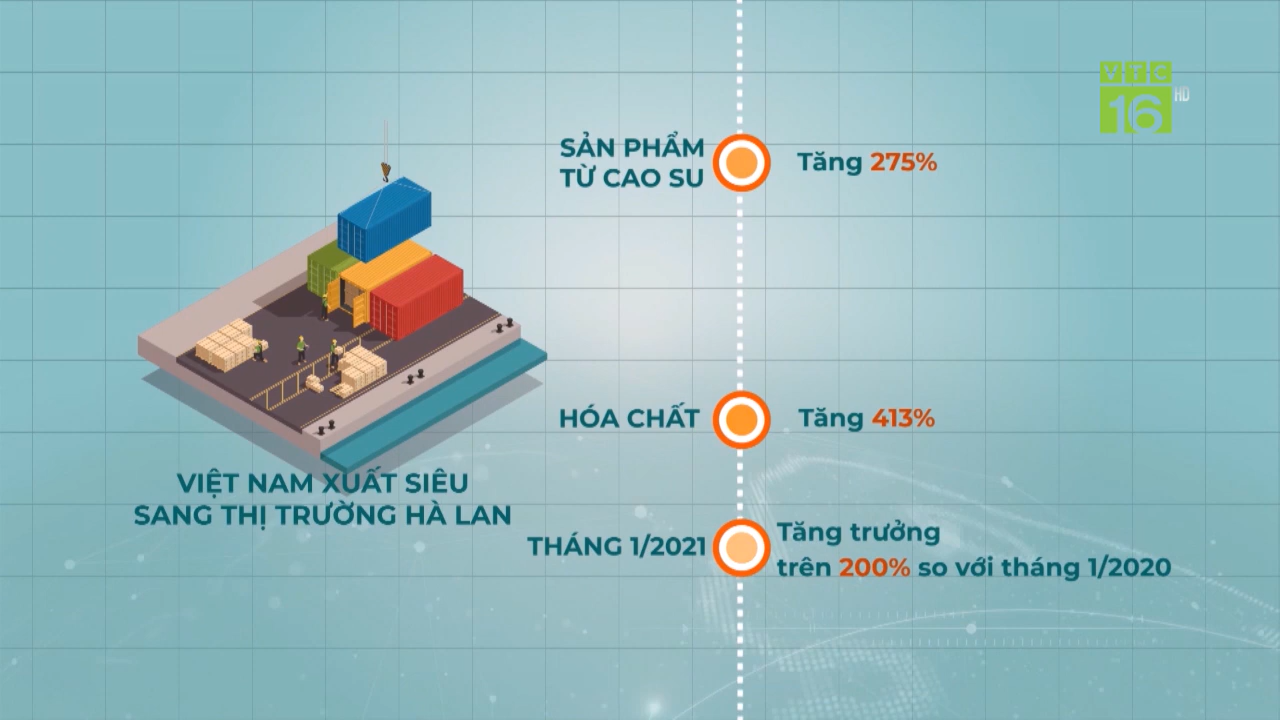 VTC
16 HD
SẢN PHẨM
TỪ CAO SU
Tăng 275%
HÓA CHẤT
Tăng 413%
VIỆT NAM XUẤT SIÊU
SANG THỊ TRƯỜNG HÀ LAN
THÁNG 1/2021
Tăng trưởng
trên 200% so với tháng 1/2020